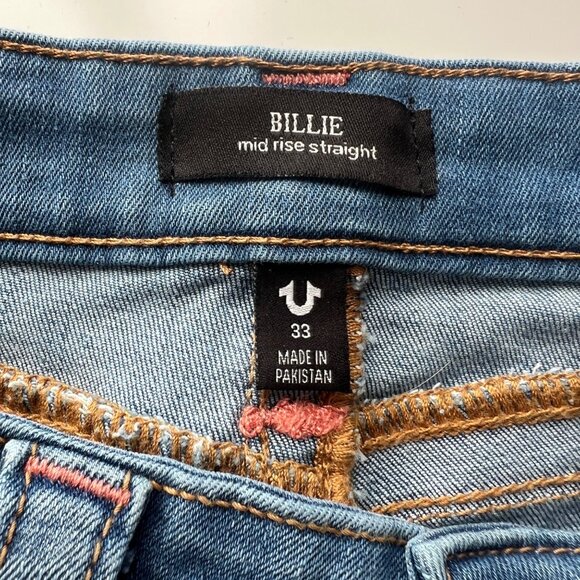 BILLIE
mid rise straight
33
MADE IN
PAKISTAN